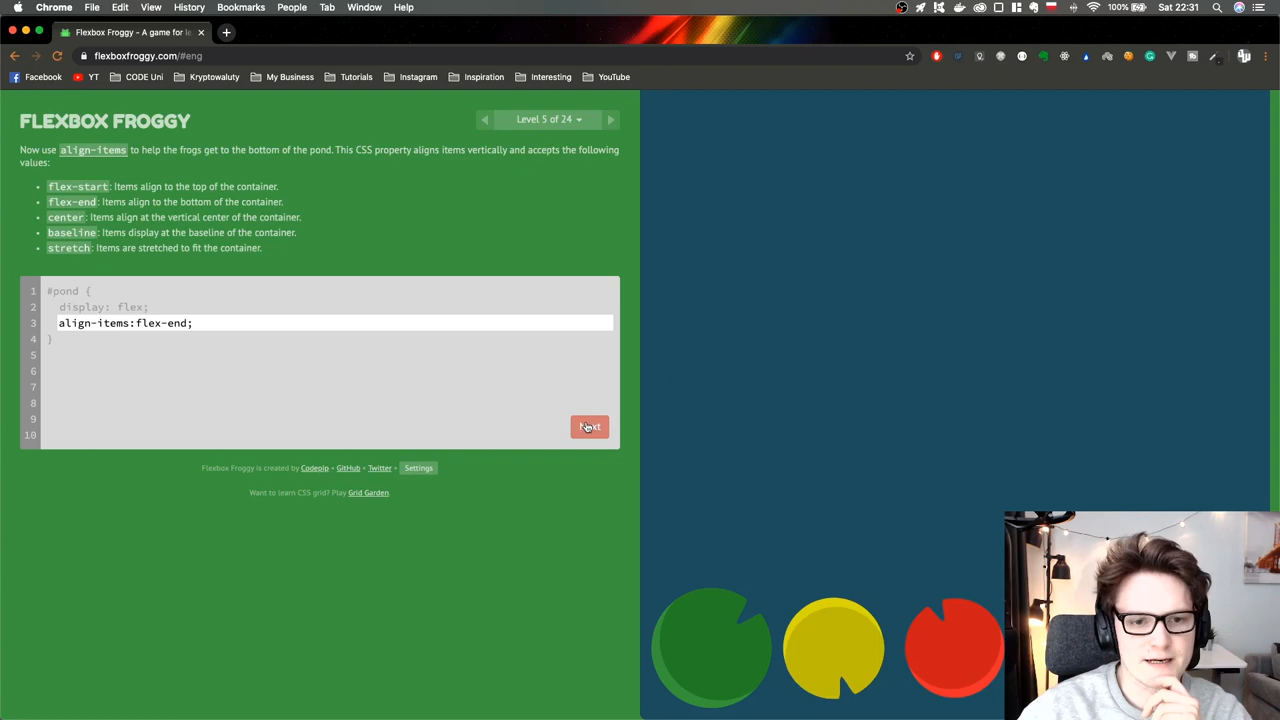 Chrome File Edit View History Bookmarks People Tab Window Help 100% Sat 22:31
Flexbox Froggy - A game for le
flexboxfroggy.com/#eng
Facebook YT CODE Uni Kryptowaluty My Business Tutorials Instagram Inspiration Interesting YouTube
FLEXBOX FROGGY
Level 5 of 24
Now use align-items to help the frogs get to the bottom of the pond. This CSS property aligns items vertically and accepts the following
values:
• flex-start: Items align to the top of the container.
• flex-end: Items align to the bottom of the container.
• center: Items align at the vertical center of the container.
• baseline: Items display at the baseline of the container.
• stretch: Items are stretched to fit the container.
1 #pond {
2 display: flex;
3 align-items:flex-end;
4 }
5
6
7
8
9
10
Next
Flexbox Froggy is created by Codepip • GitHub • Twitter • Settings
Want to learn CSS grid? Play Grid Garden.